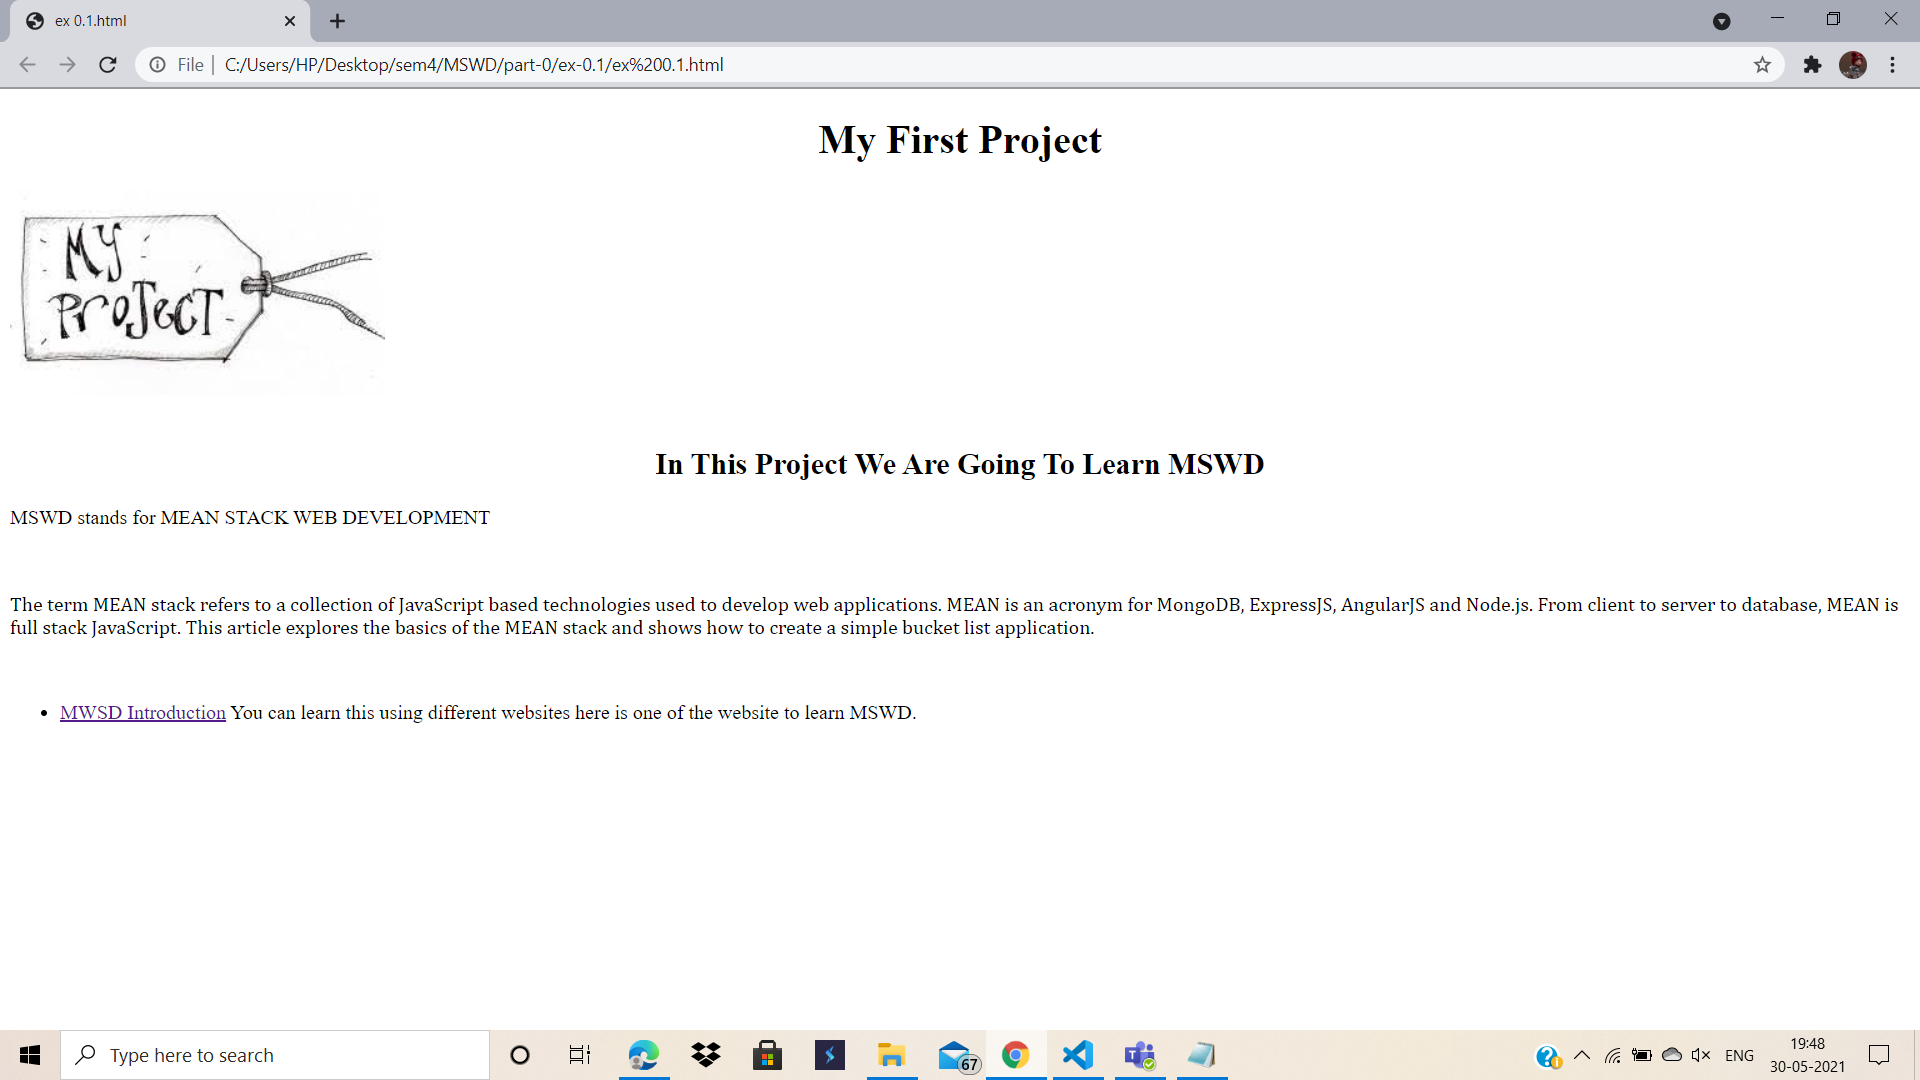 ex 0.1.html
File | C:/Users/HP/Desktop/sem4/MSWD/part-0/ex-0.1/ex%200.1.html
My First Project
MY
PROJECT
In This Project We Are Going To Learn MSWD
MSWD stands for MEAN STACK WEB DEVELOPMENT
The term MEAN stack refers to a collection of JavaScript based technologies used to develop web applications. MEAN is an acronym for MongoDB, ExpressJS, AngularJS and Node.js. From client to server to database, MEAN is
full stack JavaScript. This article explores the basics of the MEAN stack and shows how to create a simple bucket list application.
• MWSD Introduction You can learn this using different websites here is one of the website to learn MSWD.
Type here to search
67
ENG
19:48
30-05-2021